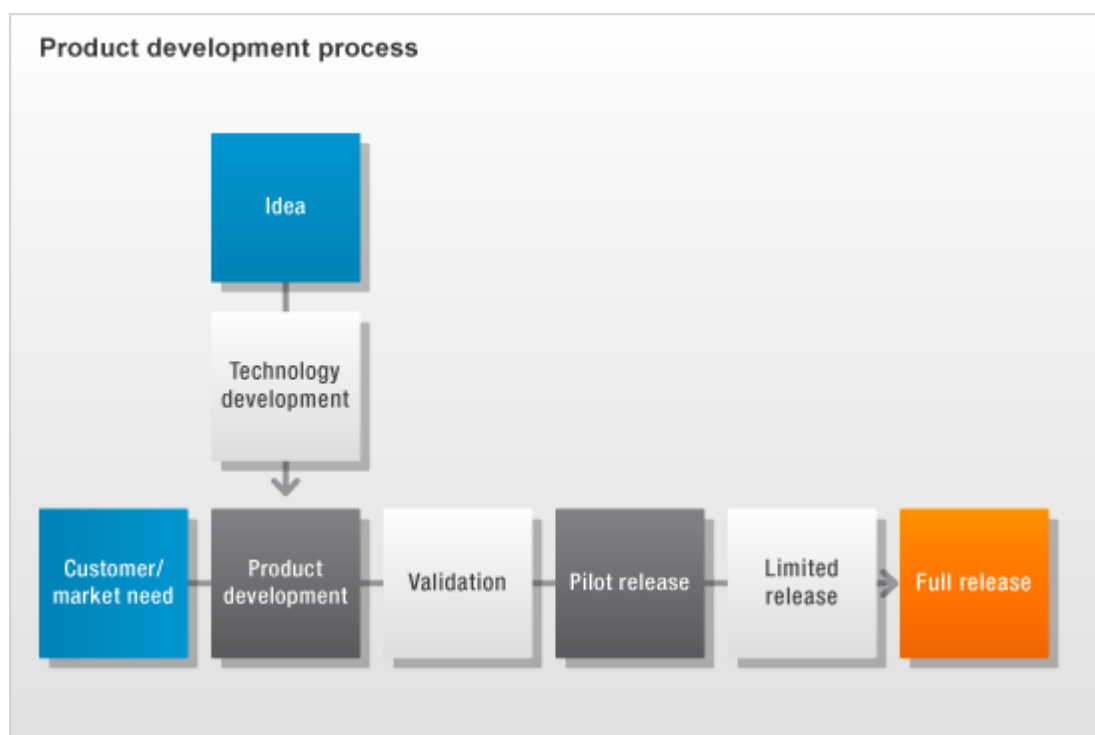 Product development process
Idea
Technology
development
Customer/
market need
Product
development
Validation
Pilot release
Limited
release
Full release